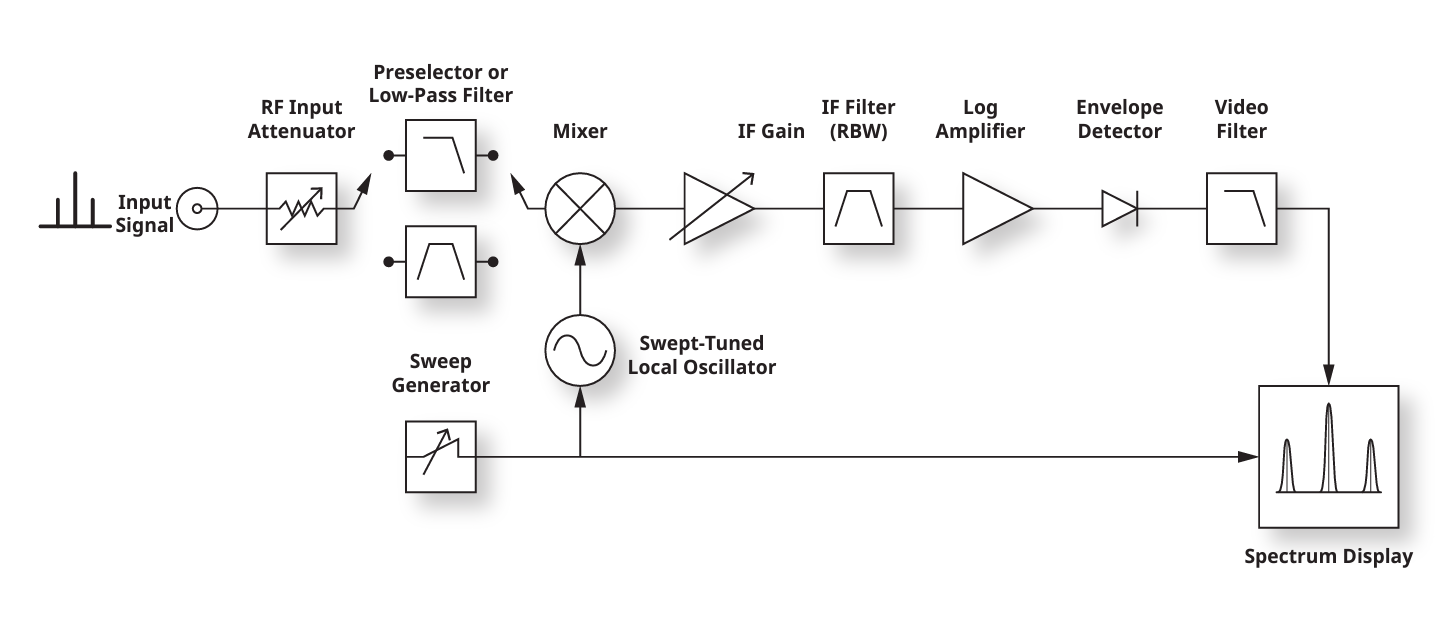 Preselector or
Low-Pass Filter
RF Input
Attenuator
Mixer
IF Gain
IF Filter
(RBW)
Log
Amplifier
Envelope
Detector
Video
Filter
Input
Signal
Swept-Tuned
Local Oscillator
Sweep
Generator
Spectrum Display